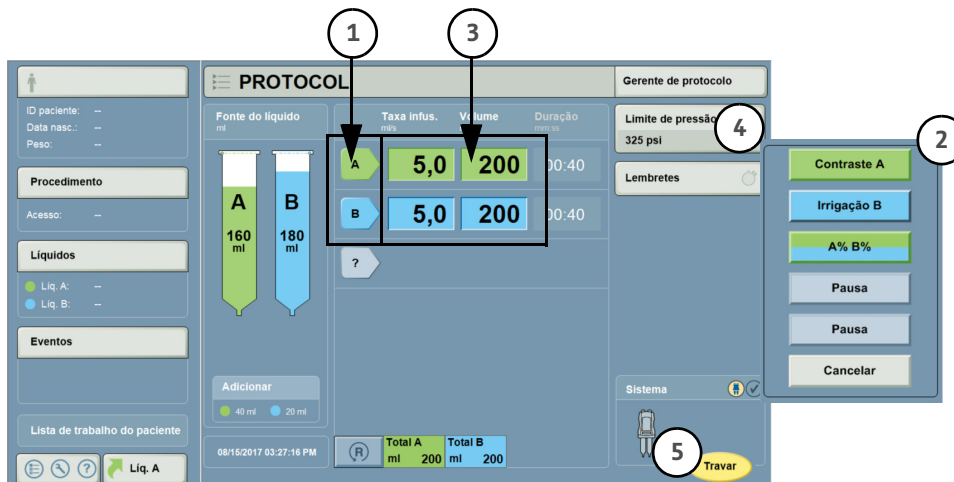 1
3
PROTOCOL
Gerente de protocolo
ID paciente: --
Data nasc.: --
Peso: --
Procedimento
Acesso: --
Líquidos
Líq. A: --
Líq. B: --
Eventos
Lista de trabalho do paciente
Líq. A
Fonte do líquido
ml
A
160
ml
B
180
ml
Adicionar
40 ml 20 ml
08/15/2017 03:27:16 PM
Taxa infus. Volume Duração
ml/s mm:ss
A 5,0 200 00:40
B 5,0 200 00:40
?
R
Total A Total B
ml 200 ml 200
Limite de pressão
325 psi
4
Lembretes
Sistema
5
Travar
2
Contraste A
Irrigação B
A% B%
Pausa
Pausa
Cancelar